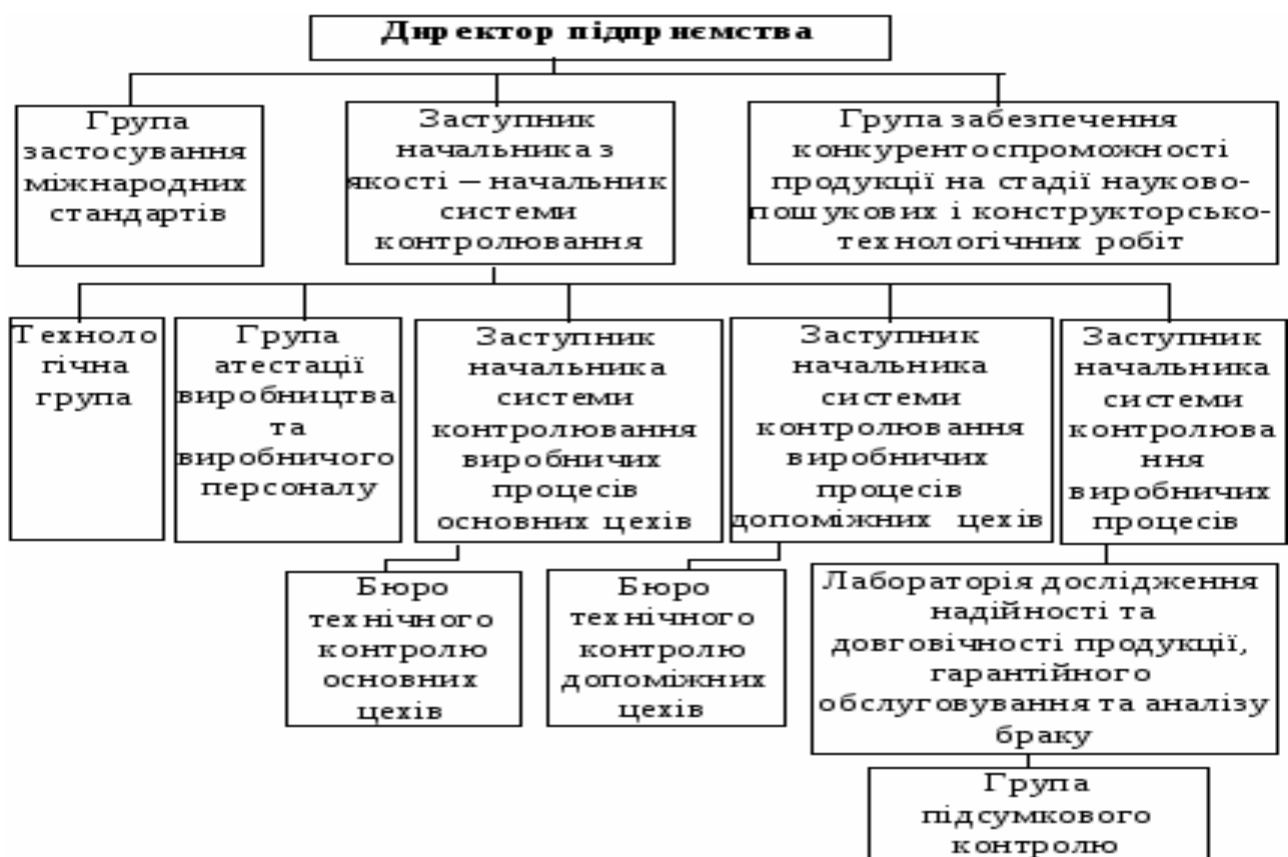 Директор підприємства
Група
застосування
міжнародних
стандартів
Заступник
начальника з
якості – начальник
системи
контролювання
Група забезпечення
конкурентоспроможності
продукції на стадії науково-
пошукових і конструкторсько-
технологічних робіт
Техноло
гічна
група
Група
атестації
виробництва
та
виробничого
персоналу
Заступник
начальника
системи
контролювання
виробничих
процесів
основних цехів
Заступник
начальника
системи
контролювання
виробничих
процесів
допоміжних цехів
Заступник
начальника
системи
контролюва
ння
виробничих
процесів
Бюро
технічного
контролю
основних
цехів
Бюро
технічного
контролю
допоміжних
цехів
Лабораторія дослідження
надійності та
довговічності продукції,
гарантійного
обслуговування та аналізу
браку
Група
підсумкового
контролю